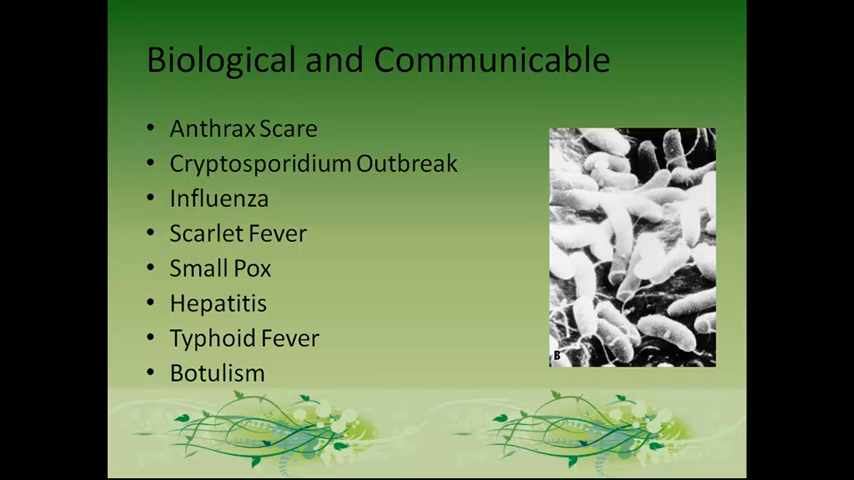 Biological and Communicable
• Anthrax Scare
• Cryptosporidium Outbreak
• Influenza
• Scarlet Fever
• Small Pox
• Hepatitis
• Typhoid Fever
• Botulism
B